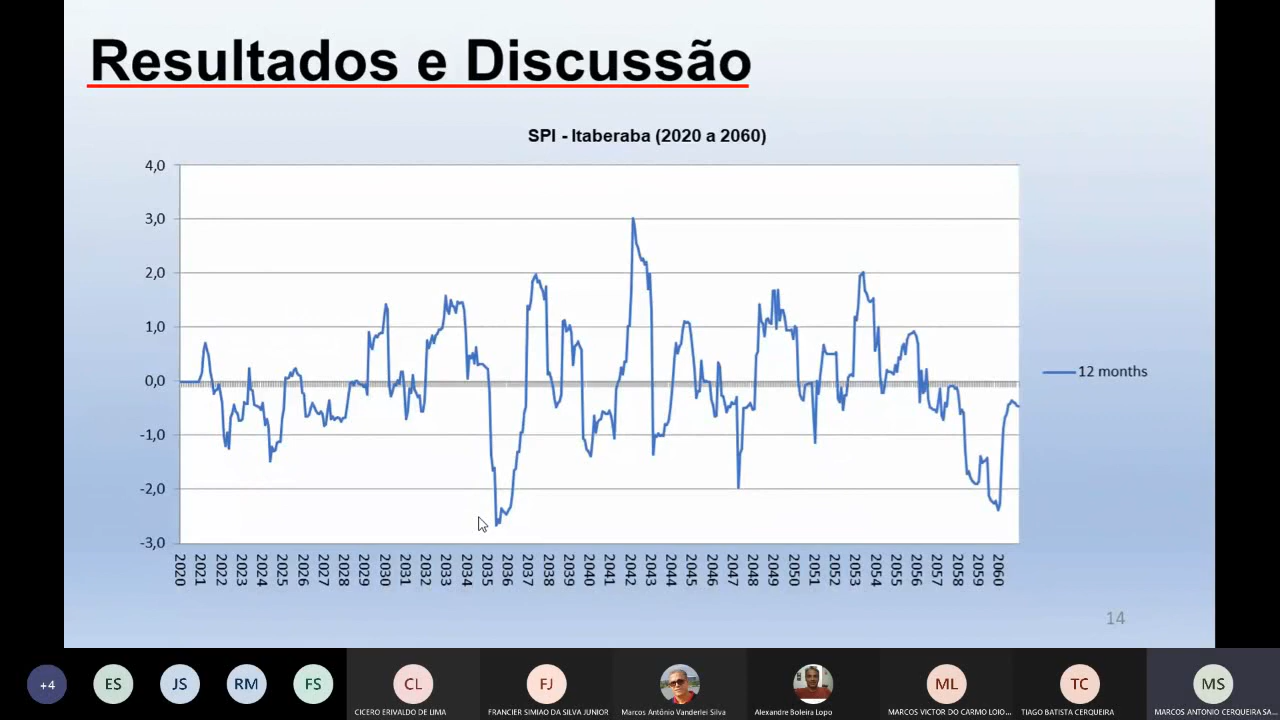 Resultados e Discussão
SPI - Itaberaba (2020 a 2060)
4,0
3,0
2,0
1,0
0,0
-1,0
-2,0
-3,0
12 months
2020 2021 2022 2023 2024 2025 2026 2027 2028 2029 2030 2031 2032 2033 2034 2035 2036 2037 2038 2039 2040 2041 2042 2043 2044 2045 2046 2047 2048 2049 2050 2051 2052 2053 2054 2055 2056 2057 2058 2059 2060
14
+4 ES JS RM FS CL FJ ML TC MS
CICERO ERIVALDO DE LIMA FRANCIER SIMIÃO DA SILVA JUNIOR Marcos Antônio Vanderlei Silva Alexandre Boleira Lopo MARCOS VICTOR DO CARMO LOIO... TIAGO BATISTA CERQUEIRA MARCOS ANTONIO CERQUEIRA SA...